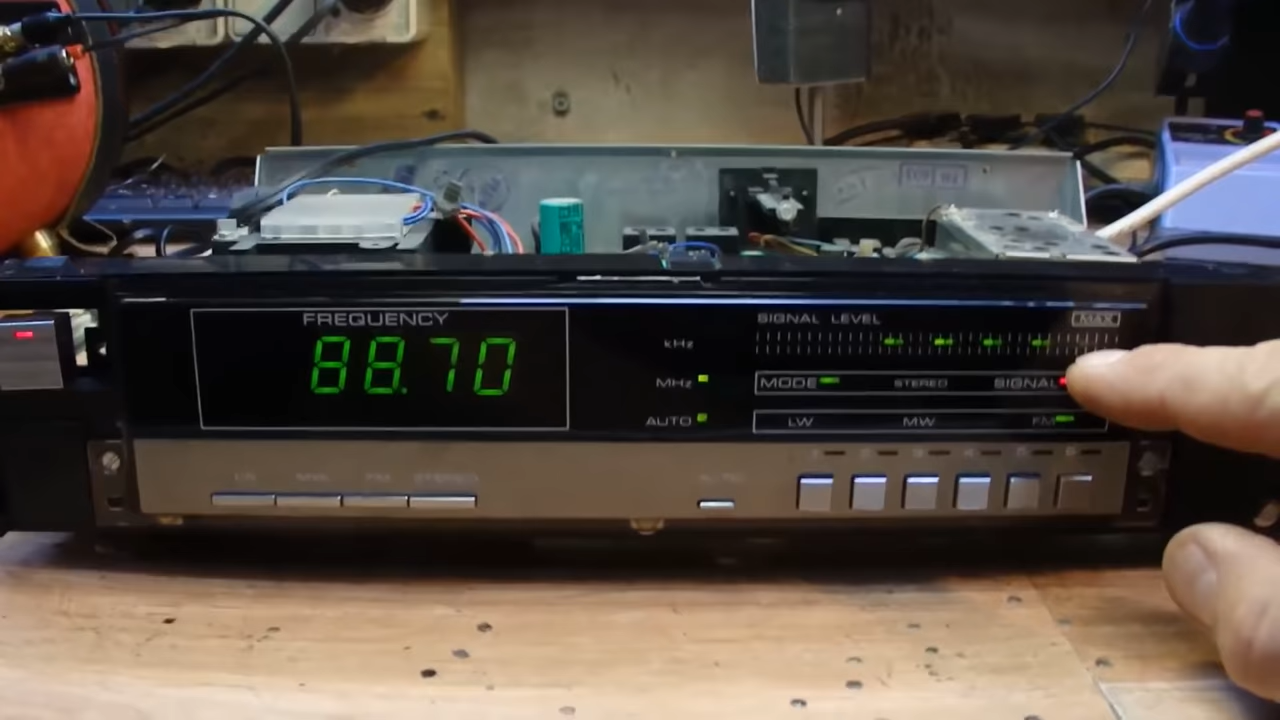 FREQUENCY
88.70
kHz
MHz
AUTO
SIGNAL LEVEL
MAX
MODE STEREO SIGNAL
LW MW FM